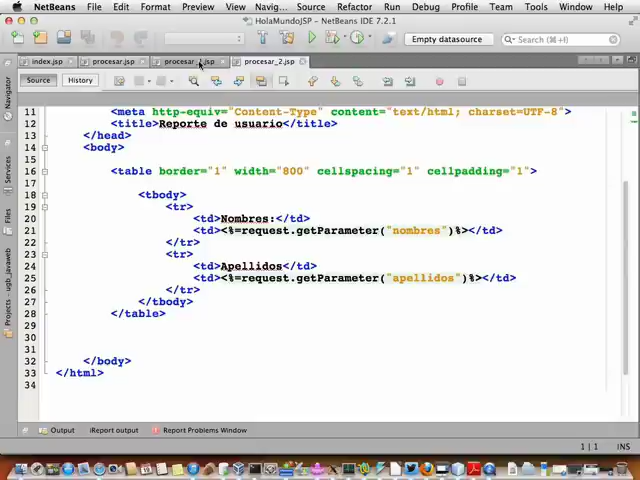 NetBeans File Edit View Navig... Source Refactor Run Debug Profile Team Tools Window Help
HolaMundoJSP - NetBeans IDE 7.2.1
Empty datasource
Search (⌘+I)
index.jsp procesar.jsp procesar_1.jsp procesar_2.jsp
Source History
11 <meta http-equiv="Content-Type" content="text/html; charset=UTF-8">
12 <title>Reporte de usuario</title>
13 </head>
14 <body>
15
16 <table border="1" width="800" cellspacing="1" cellpadding="1">
17
18 <tbody>
19 <tr>
20 <td>Nombres:</td>
21 <td><%=request.getParameter("nombres")%></td>
22 </tr>
23 <tr>
24 <td>Apellidos</td>
25 <td><%=request.getParameter("apellidos")%></td>
26 </tr>
27 </tbody>
28 </table>
29
30
31
32 </body>
33 </html>
34
Navigator
Services
Files
Projects - ugb_javaweb
Output iReport output Report Problems Window
1 | 1 INS